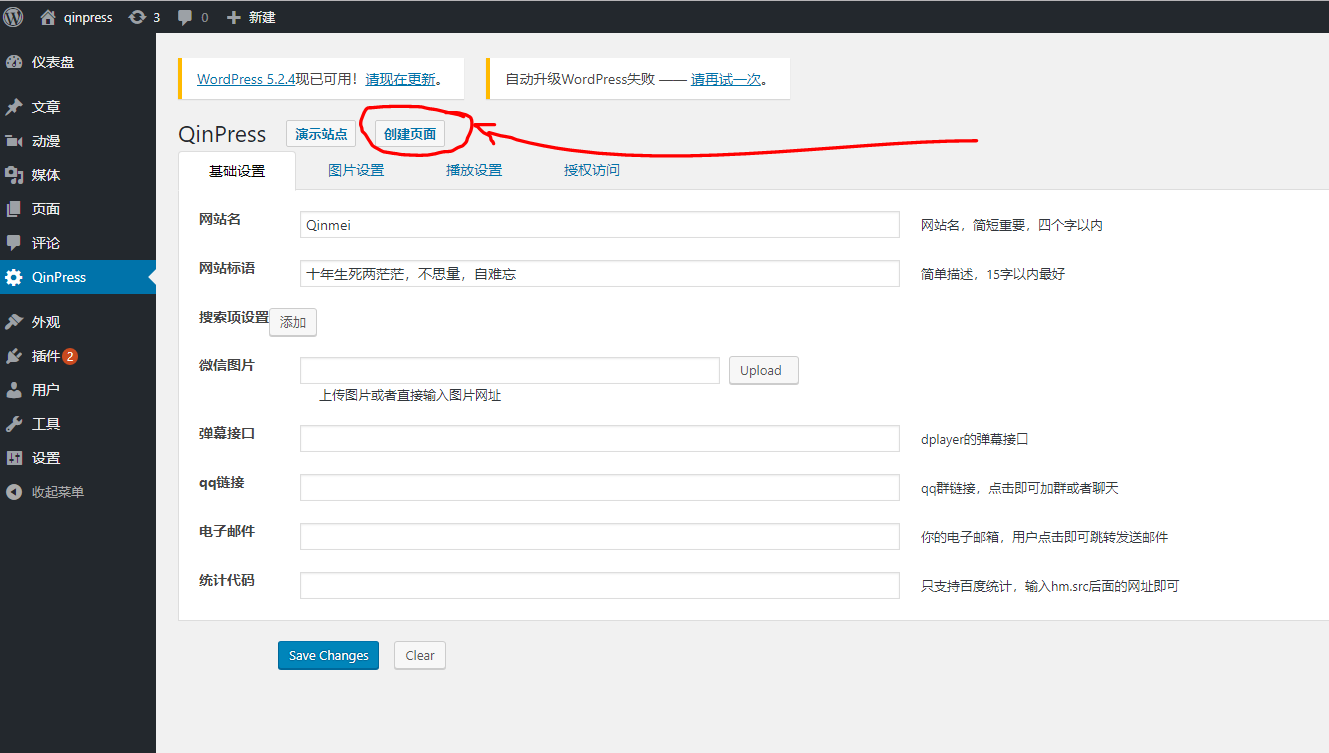 qinpress 3 0 新建
仪表盘
文章
动漫
媒体
页面
评论
QinPress
外观
插件 2
用户
工具
设置
收起菜单
WordPress 5.2.4现已可用！请现在更新。
自动升级WordPress失败 —— 请再试一次。
QinPress 演示站点 创建页面
基础设置 图片设置 播放设置 授权访问
网站名 Qinmei 网站名，简短重要，四个字以内
网站标语 十年生死两茫茫，不思量，自难忘 简单描述，15字以内最好
搜索项设置 添加
微信图片 Upload
上传图片或者直接输入图片网址
弹幕接口 dplayer的弹幕接口
qq链接 qq群链接，点击即可加群或者聊天
电子邮件 你的电子邮箱，用户点击即可跳转发送邮件
统计代码 只支持百度统计，输入hm.src后面的网址即可
Save Changes Clear